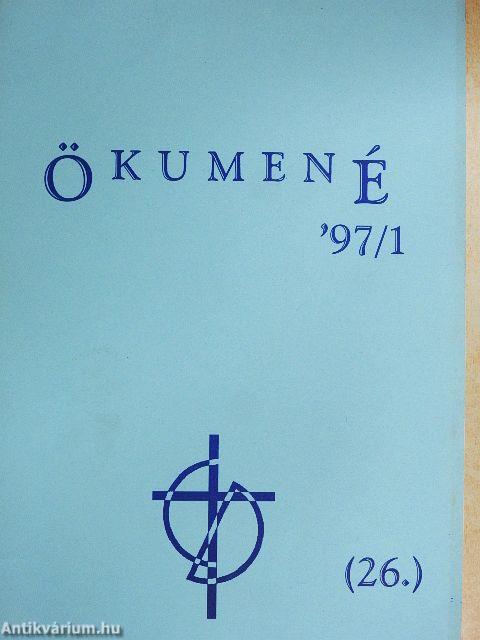 ÖKUMENÉ
'97/1
(26.)
Antikvárium.hu